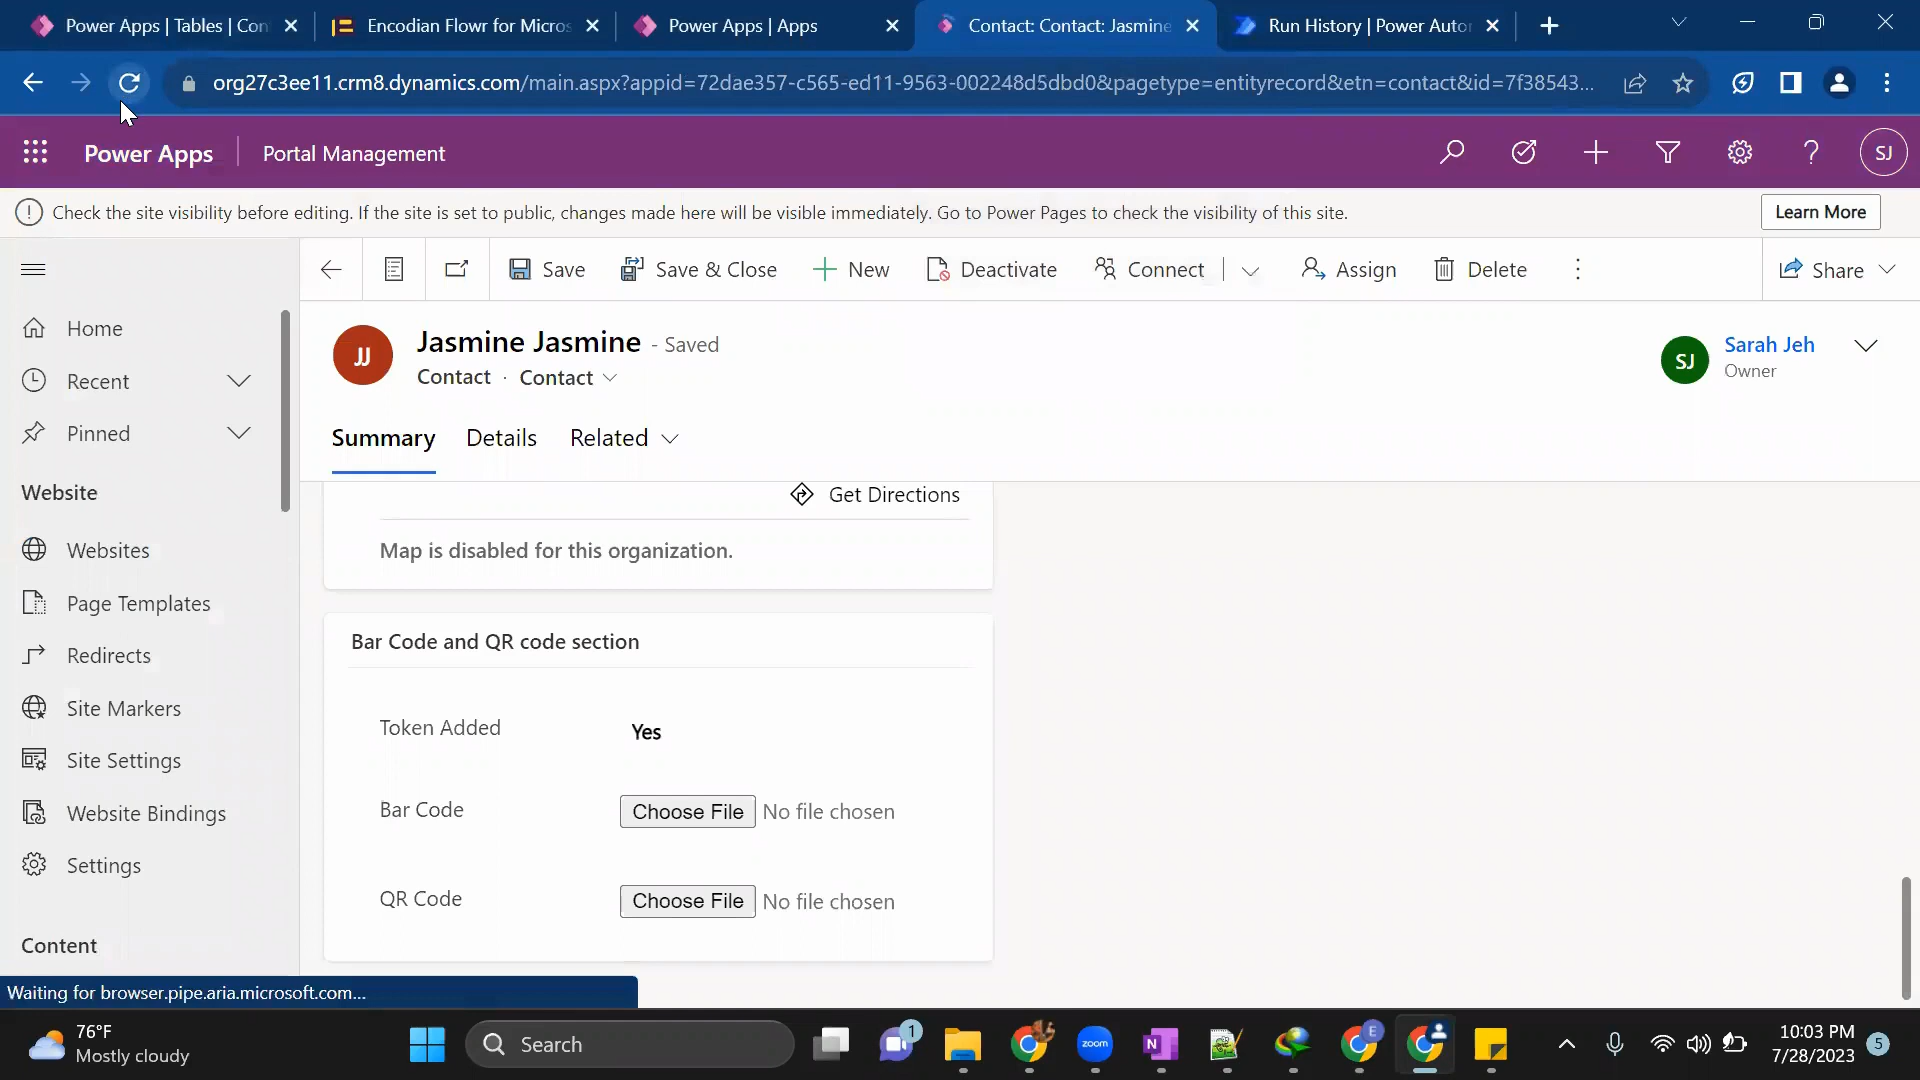 Power Apps | Tables | Con
Encodian Flowr for Micros
Power Apps | Apps
Contact: Contact: Jasmine
Run History | Power Autor
org27c3ee11.crm8.dynamics.com/main.aspx?appid=72dae357-c565-ed11-9563-002248d5dbd0&pagetype=entityrecord&etn=contact&id=7f38543...
Power Apps
Portal Management
SJ
Check the site visibility before editing. If the site is set to public, changes made here will be visible immediately. Go to Power Pages to check the visibility of this site.
Learn More
Save
Save & Close
New
Deactivate
Connect
Assign
Delete
Share
Home
Recent
Pinned
Website
Websites
Page Templates
Redirects
Site Markers
Site Settings
Website Bindings
Settings
Content
JJ
Jasmine Jasmine - Saved
Contact · Contact
SJ
Sarah Jeh
Owner
Summary
Details
Related
Get Directions
Map is disabled for this organization.
Bar Code and QR code section
Token Added
Yes
Bar Code
Choose File No file chosen
QR Code
Choose File No file chosen
Waiting for browser.pipe.aria.microsoft.com...
76°F
Mostly cloudy
Search
1
zoom
N
E
10:03 PM
7/28/2023
5